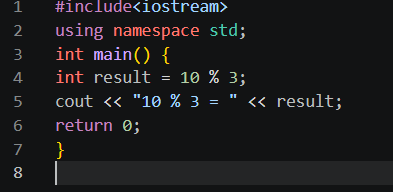 1 #include<iostream>
2 using namespace std;
3 int main() {
4 int result = 10 % 3;
5 cout << "10 % 3 = " << result;
6 return 0;
7 }
8